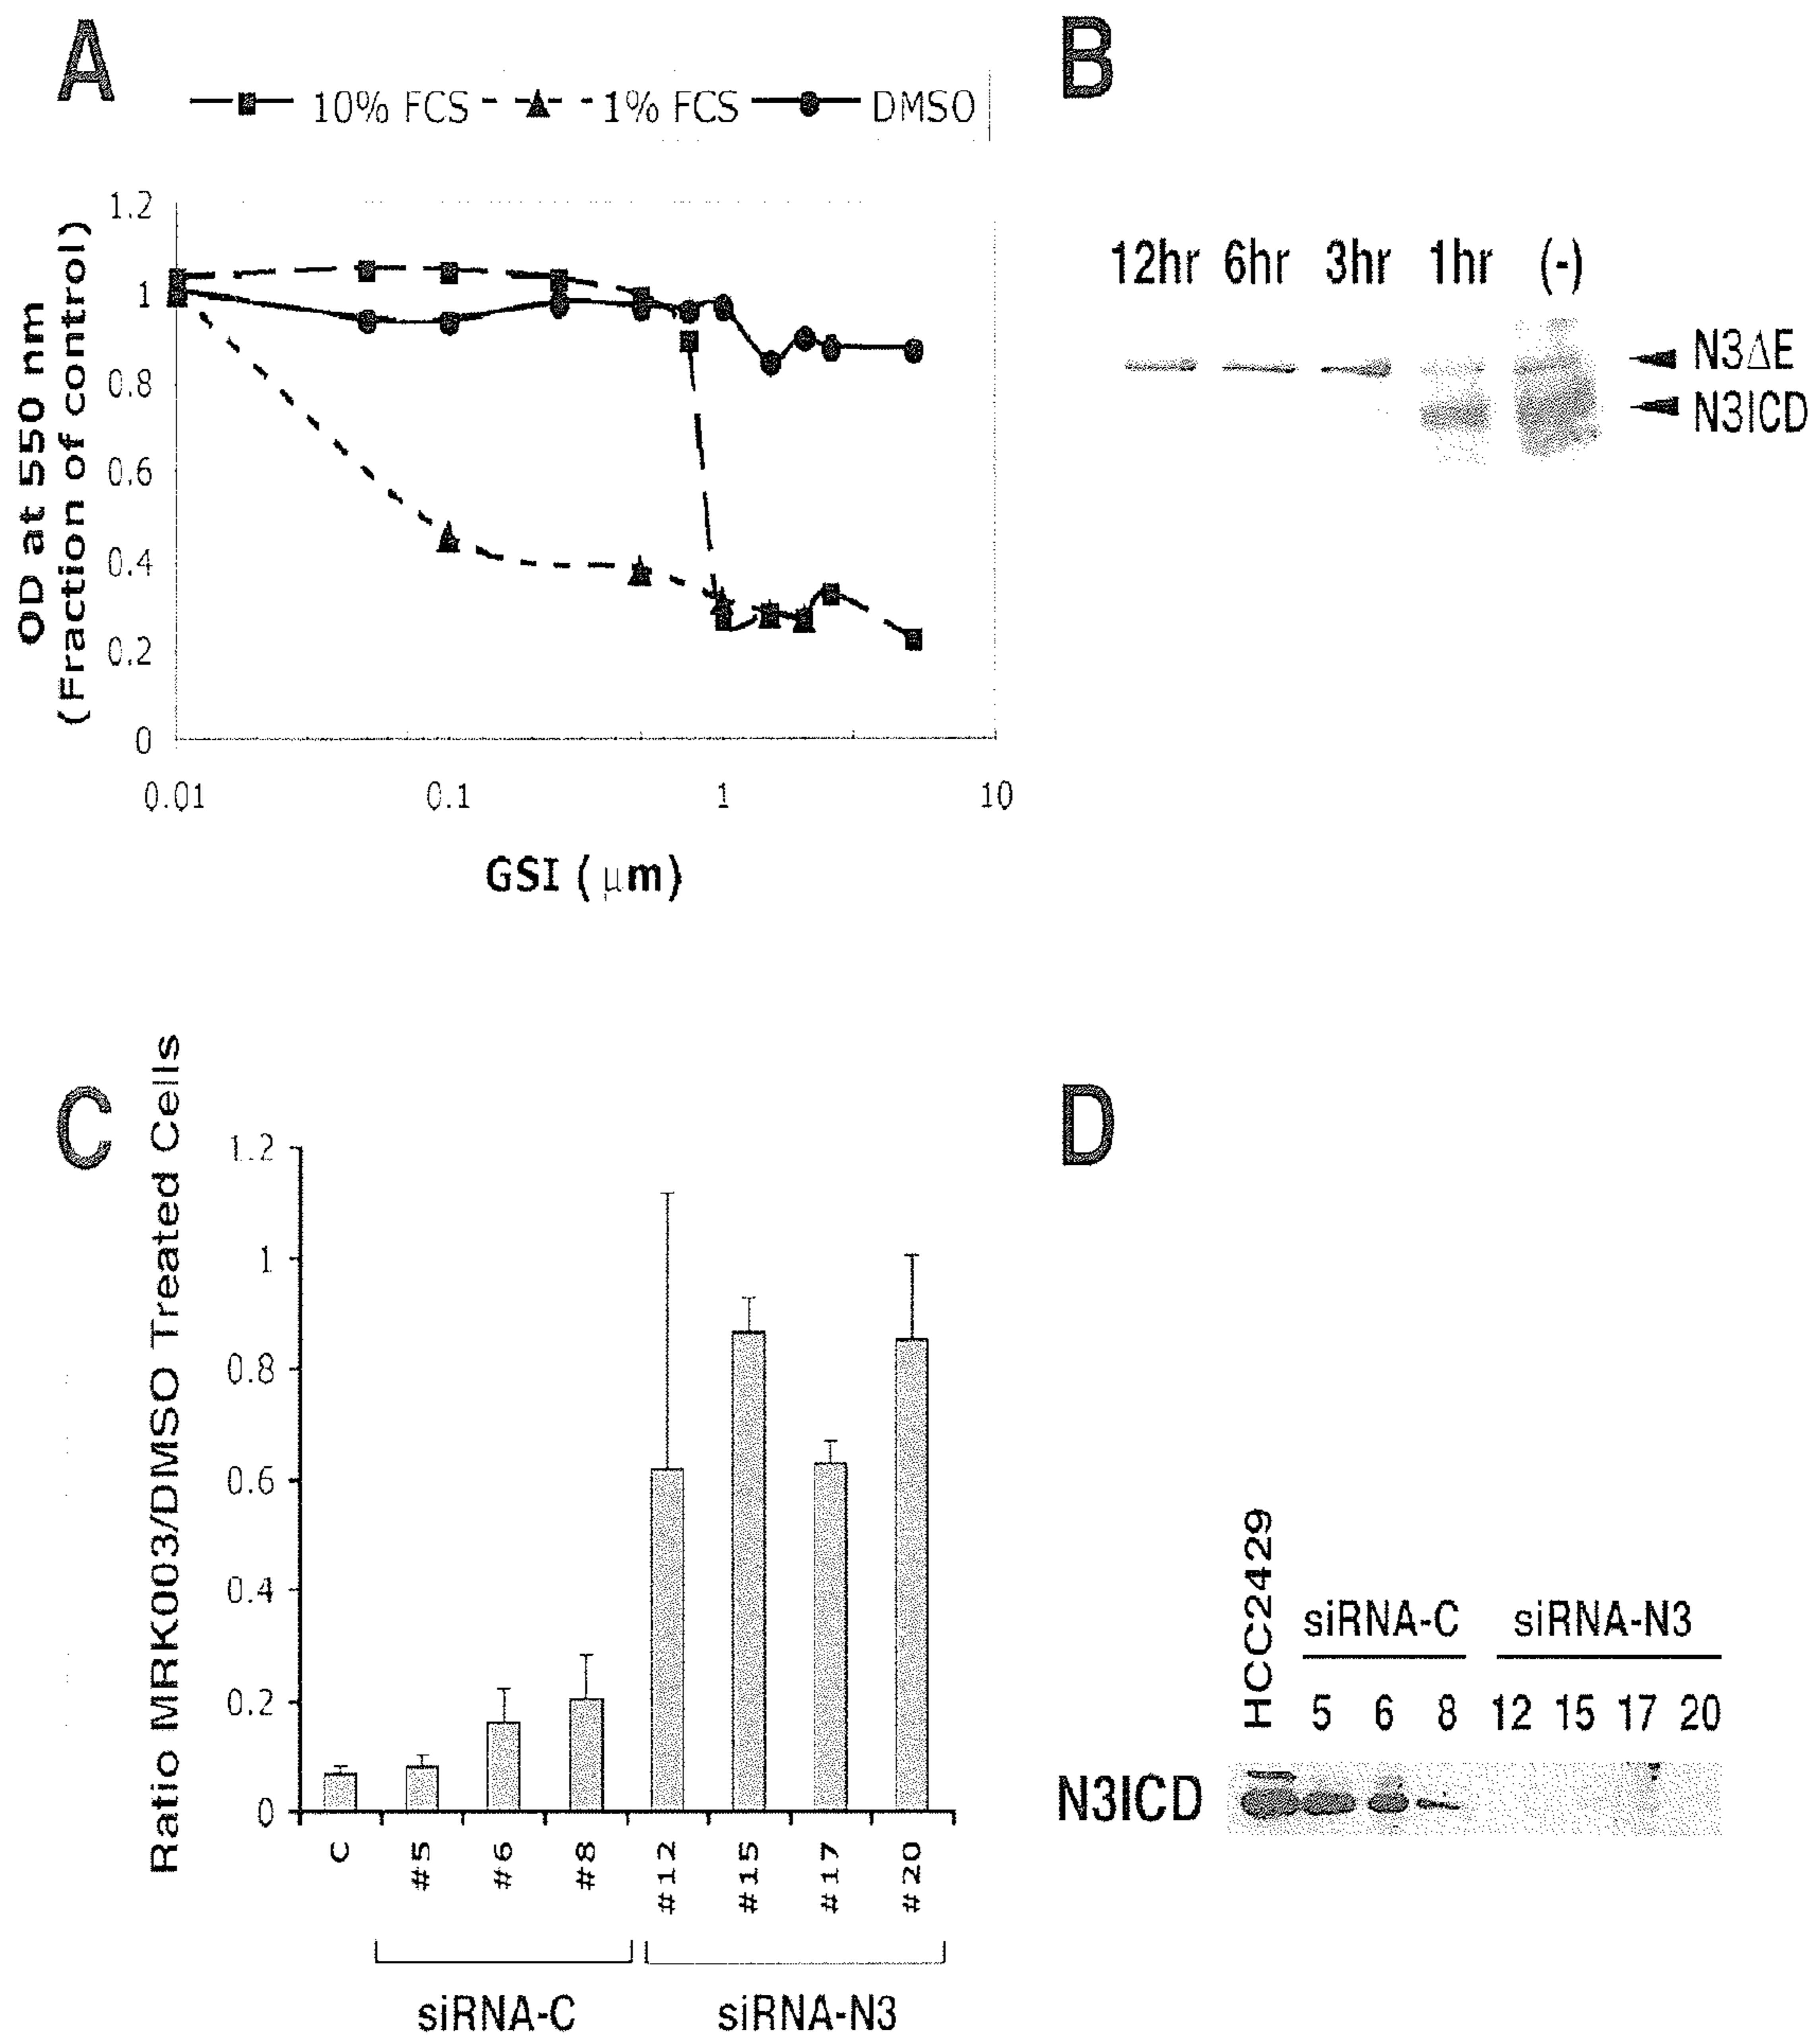 A
10% FCS 1% FCS DMSO
1.2
1
0.8
0.6
0.4
0.2
0
OD at 550 nm
(Fraction of control)
0.01 0.1 1 10
GSI (μm)
B
12hr 6hr 3hr 1hr (-)
N3ΔE
N3ICD
C
Ratio MRK003/DMSO Treated Cells
1.2
1
0.8
0.6
0.4
0.2
0
C #5 #6 #8 #12 #15 #17 #20
siRNA-C siRNA-N3
D
HCC2429
siRNA-C siRNA-N3
5 6 8 12 15 17 20
N3ICD